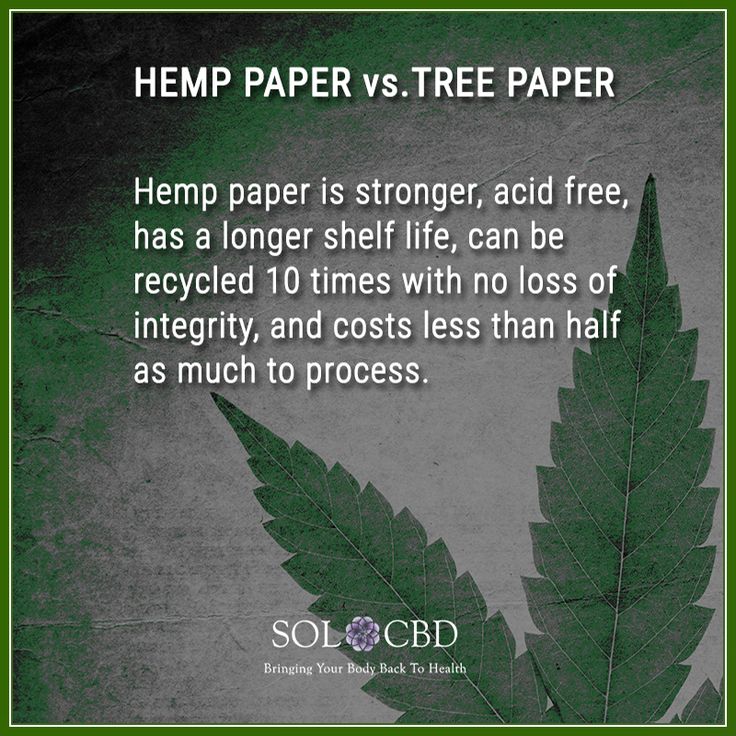 HEMP PAPER vs.TREE PAPER
Hemp paper is stronger, acid free,
has a longer shelf life, can be
recycled 10 times with no loss of
integrity, and costs less than half
as much to process.
SOL CBD
Bringing Your Body Back To Health